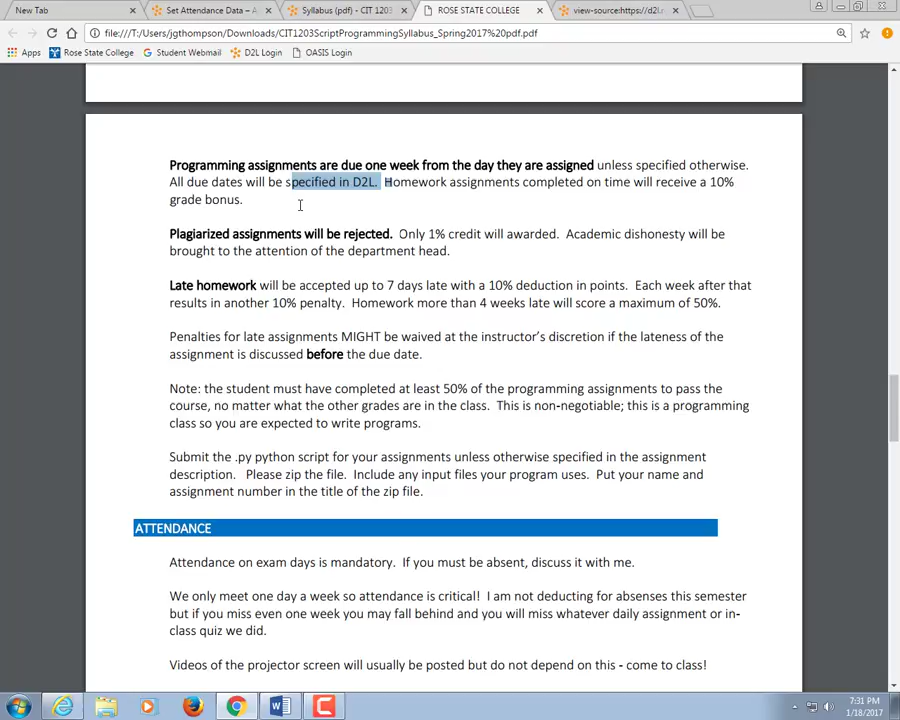 New Tab
Set Attendance Data – A
Syllabus (pdf) - CIT 1203
ROSE STATE COLLEGE
view-source:https://d2l.
file:///T:/Users/jgthompson/Downloads/CIT1203ScriptProgrammingSyllabus_Spring2017%20pdf.pdf
Apps Rose State College Student Webmail D2L Login OASIS Login
Programming assignments are due one week from the day they are assigned unless specified otherwise.
All due dates will be specified in D2L. Homework assignments completed on time will receive a 10%
grade bonus.
Plagiarized assignments will be rejected. Only 1% credit will awarded. Academic dishonesty will be
brought to the attention of the department head.
Late homework will be accepted up to 7 days late with a 10% deduction in points. Each week after that
results in another 10% penalty. Homework more than 4 weeks late will score a maximum of 50%.
Penalties for late assignments MIGHT be waived at the instructor's discretion if the lateness of the
assignment is discussed before the due date.
Note: the student must have completed at least 50% of the programming assignments to pass the
course, no matter what the other grades are in the class. This is non-negotiable; this is a programming
class so you are expected to write programs.
Submit the .py python script for your assignments unless otherwise specified in the assignment
description. Please zip the file. Include any input files your program uses. Put your name and
assignment number in the title of the zip file.
ATTENDANCE
Attendance on exam days is mandatory. If you must be absent, discuss it with me.
We only meet one day a week so attendance is critical! I am not deducting for absences this semester
but if you miss even one week you may fall behind and you will miss whatever daily assignment or in-
class quiz we did.
Videos of the projector screen will usually be posted but do not depend on this - come to class!
7:31 PM
1/18/2017